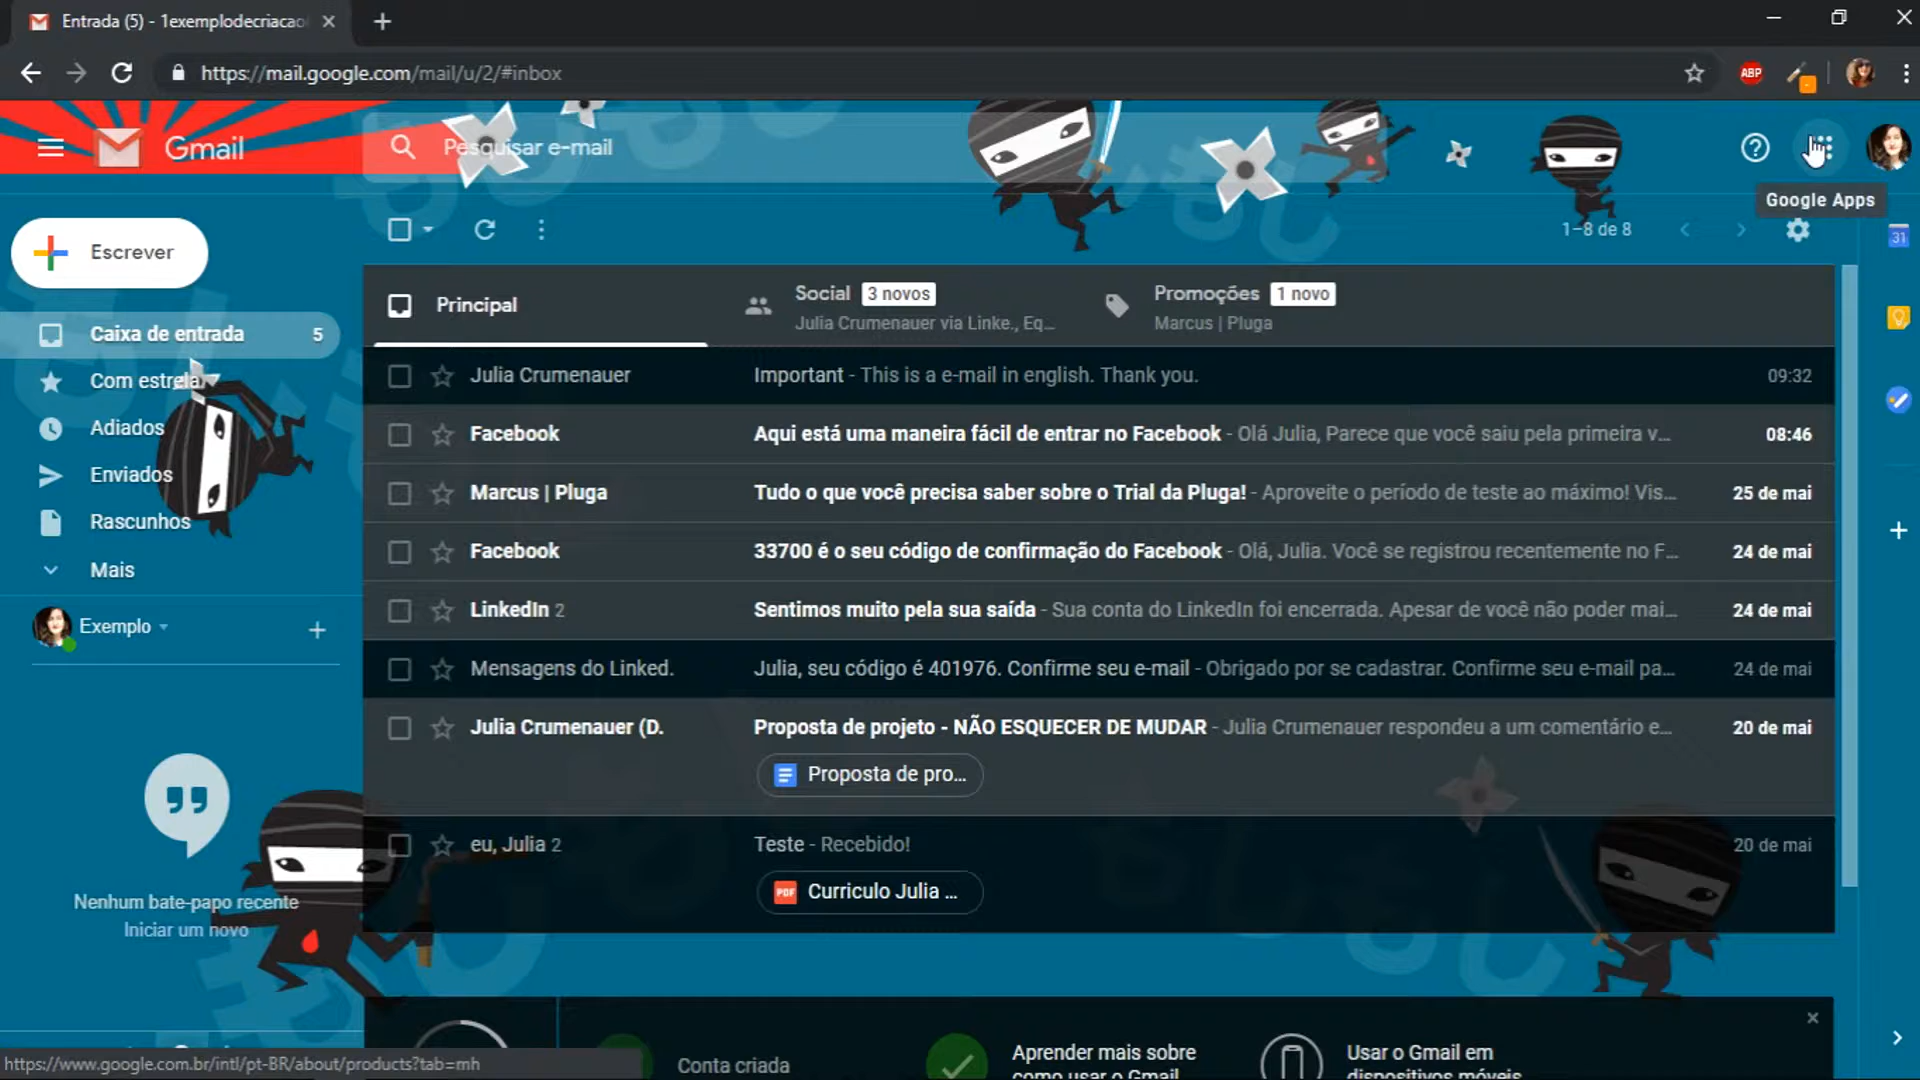 Entrada (5) - 1exemplodecriacao
https://mail.google.com/mail/u/2/#inbox
ABP
Gmail
Pesquisar e-mail
Google Apps
Escrever
1–8 de 8
31
Principal
Social 3 novos
Julia Crumenauer via Linke., Eq...
Promoções 1 novo
Marcus | Pluga
Caixa de entrada 5
Com estrela
Adiados
Enviados
Rascunhos
Mais
Exemplo
Julia Crumenauer Important - This is a e-mail in english. Thank you. 09:32
Facebook Aqui está uma maneira fácil de entrar no Facebook - Olá Julia, Parece que você saiu pela primeira v... 08:46
Marcus | Pluga Tudo o que você precisa saber sobre o Trial da Pluga! - Aproveite o período de teste ao máximo! Vis... 25 de mai
Facebook 33700 é o seu código de confirmação do Facebook - Olá, Julia. Você se registrou recentemente no F... 24 de mai
LinkedIn 2 Sentimos muito pela sua saída - Sua conta do LinkedIn foi encerrada. Apesar de você não poder mai... 24 de mai
Mensagens do Linked. Julia, seu código é 401976. Confirme seu e-mail - Obrigado por se cadastrar. Confirme seu e-mail pa... 24 de mai
Julia Crumenauer (D. Proposta de projeto - NÃO ESQUECER DE MUDAR - Julia Crumenauer respondeu a um comentário e... 20 de mai
Proposta de pro...
eu, Julia 2 Teste - Recebido! 20 de mai
PDF Curriculo Julia ...
Nenhum bate-papo recente
Iniciar um novo
Conta criada
Aprender mais sobre
como usar o Gmail
Usar o Gmail em
dispositivos móveis
https://www.google.com.br/intl/pt-BR/about/products?tab=mh